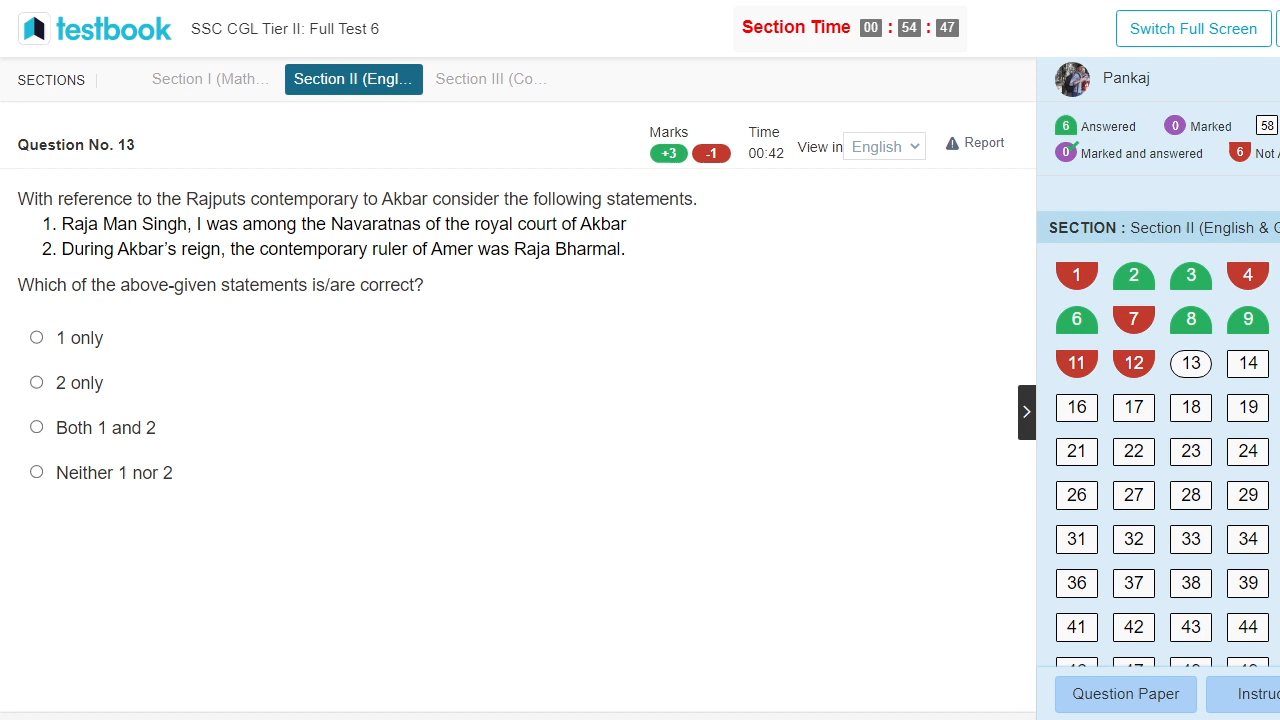 testbook
SSC CGL Tier II: Full Test 6
Section Time 00 : 54 : 47
Switch Full Screen
SECTIONS
Section I (Math...
Section II (Engl...
Section III (Co...
Pankaj
6 Answered
0 Marked
58
0 Marked and answered
6 Not
Question No. 13
Marks
+3 -1
Time
00:42
View in English
Report
With reference to the Rajputs contemporary to Akbar consider the following statements.
1. Raja Man Singh, I was among the Navaratnas of the royal court of Akbar
2. During Akbar’s reign, the contemporary ruler of Amer was Raja Bharmal.
Which of the above-given statements is/are correct?
1 only
2 only
Both 1 and 2
Neither 1 nor 2
SECTION : Section II (English &
1 2 3 4
6 7 8 9
11 12 13 14
16 17 18 19
21 22 23 24
26 27 28 29
31 32 33 34
36 37 38 39
41 42 43 44
Question Paper
Instruc